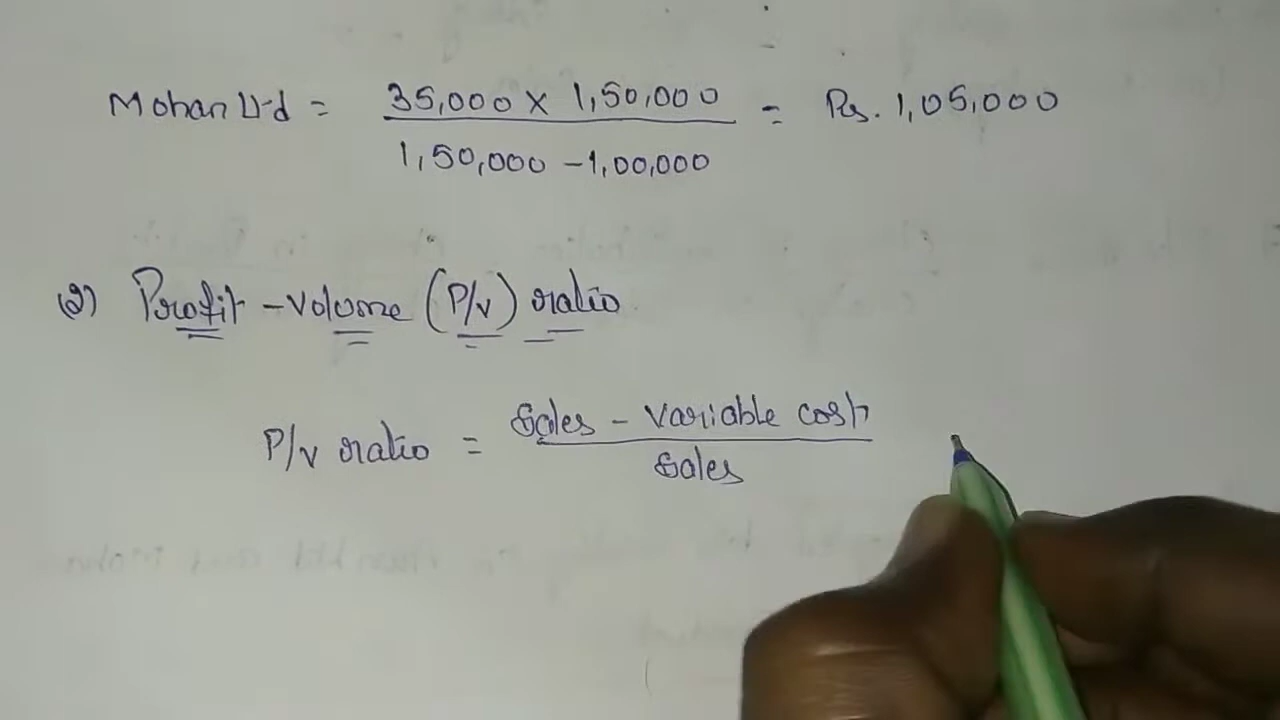 Mohan Ltd = 35,000 x 1,50,000 = Rs. 1,05,000
1,50,000 - 1,00,000
(2) Profit - Volume (P/v) ratio
P/v ratio = Sales - Variable cost
Sales